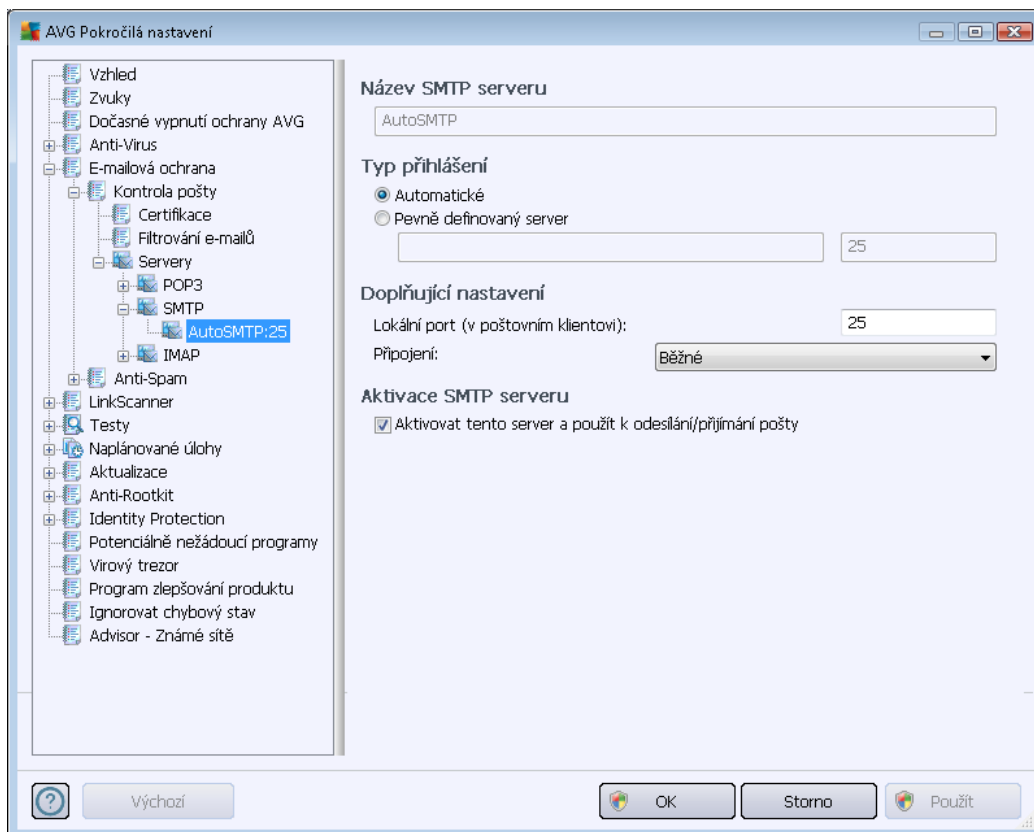 AVG Pokročilá nastavení
Vzhled
Zvuky
Dočasné vypnutí ochrany AVG
Anti-Virus
E-mailová ochrana
Kontrola pošty
Certifikace
Filtrování e-mailů
Servery
POP3
SMTP
AutoSMTP:25
IMAP
Anti-Spam
LinkScanner
Testy
Naplánované úlohy
Aktualizace
Anti-Rootkit
Identity Protection
Potenciálně nežádoucí programy
Virový trezor
Program zlepšování produktu
Ignorovat chybový stav
Advisor - Známé sítě
Název SMTP serveru
AutoSMTP
Typ přihlášení
Automatické
Pevně definovaný server
25
Doplňující nastavení
Lokální port (v poštovním klientovi): 25
Připojení: Běžné
Aktivace SMTP serveru
Aktivovat tento server a použít k odesílání/přijímání pošty
? Výchozí OK Storno Použít